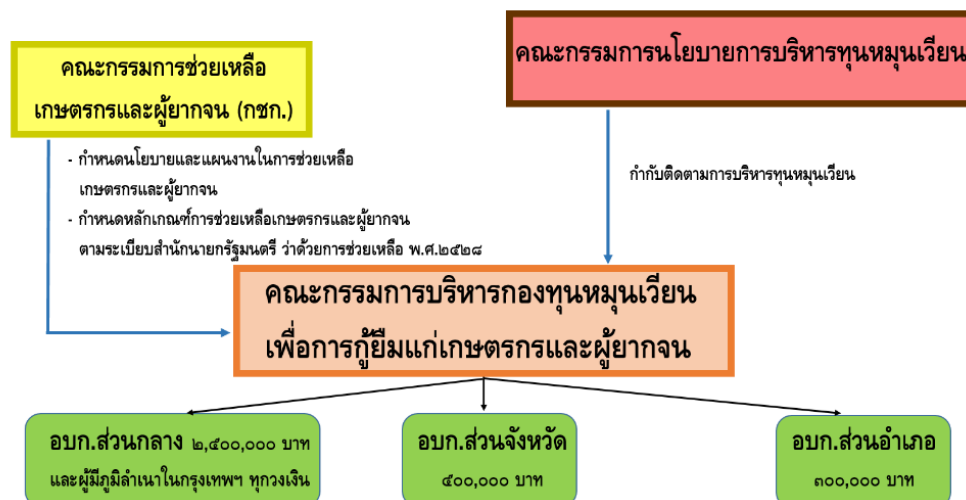 คณะกรรมการช่วยเหลือ
เกษตรกรและผู้ยากจน (กชก.)
คณะกรรมการนโยบายการบริหารทุนหมุนเวียน
- กำหนดนโยบายและแผนงานในการช่วยเหลือ
เกษตรกรและผู้ยากจน
- กำหนดหลักเกณฑ์การช่วยเหลือเกษตรกรและผู้ยากจน
ตามระเบียบสำนักนายกรัฐมนตรี ว่าด้วยการช่วยเหลือ พ.ศ.๒๕๒๘
กำกับติดตามการบริหารทุนหมุนเวียน
คณะกรรมการบริหารกองทุนหมุนเวียน
เพื่อการกู้ยืมแก่เกษตรกรและผู้ยากจน
อบก.ส่วนกลาง ๒,๕๐๐,๐๐๐ บาท
และผู้มีภูมิลำเนาในกรุงเทพฯ ทุกวงเงิน
อบก.ส่วนจังหวัด
๕๐๐,๐๐๐ บาท
อบก.ส่วนอำเภอ
๓๐๐,๐๐๐ บาท